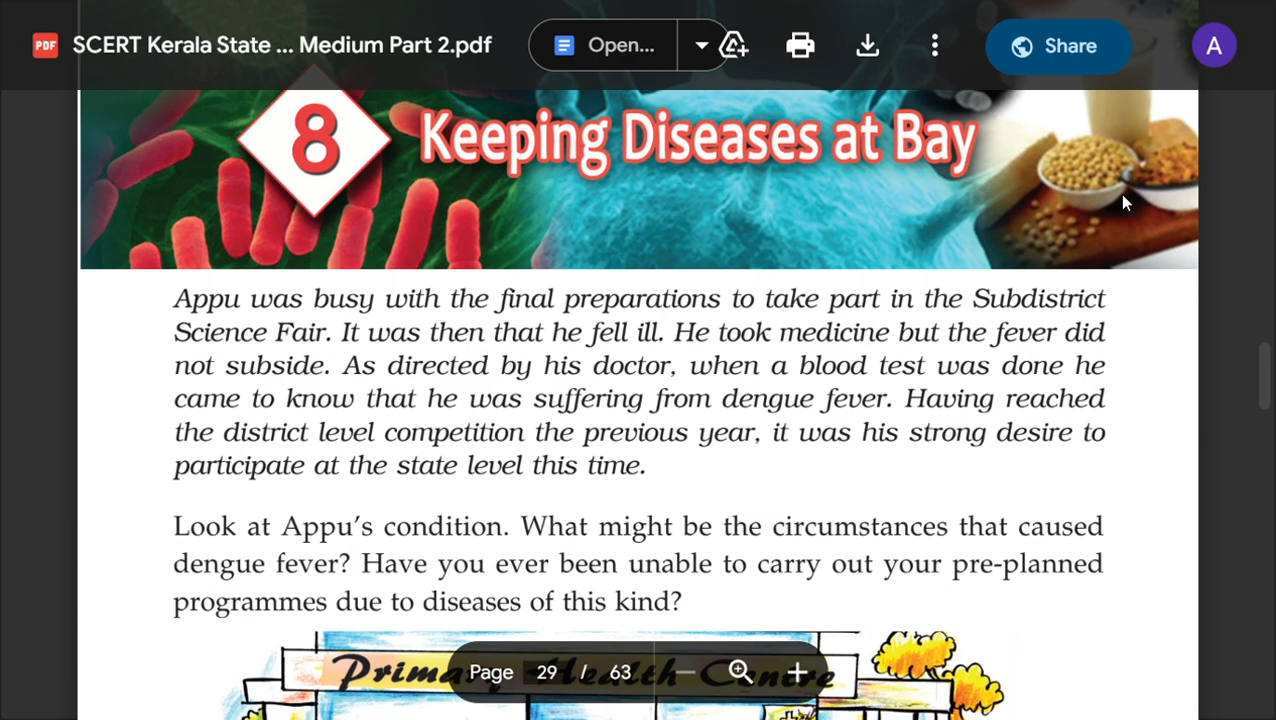 PDF SCERT Kerala State ... Medium Part 2.pdf Open... Share A
8 Keeping Diseases at Bay
Appu was busy with the final preparations to take part in the Subdistrict
Science Fair. It was then that he fell ill. He took medicine but the fever did
not subside. As directed by his doctor, when a blood test was done he
came to know that he was suffering from dengue fever. Having reached
the district level competition the previous year, it was his strong desire to
participate at the state level this time.
Look at Appu's condition. What might be the circumstances that caused
dengue fever? Have you ever been unable to carry out your pre-planned
programmes due to diseases of this kind?
Primary Health Centre
Page 29 / 63